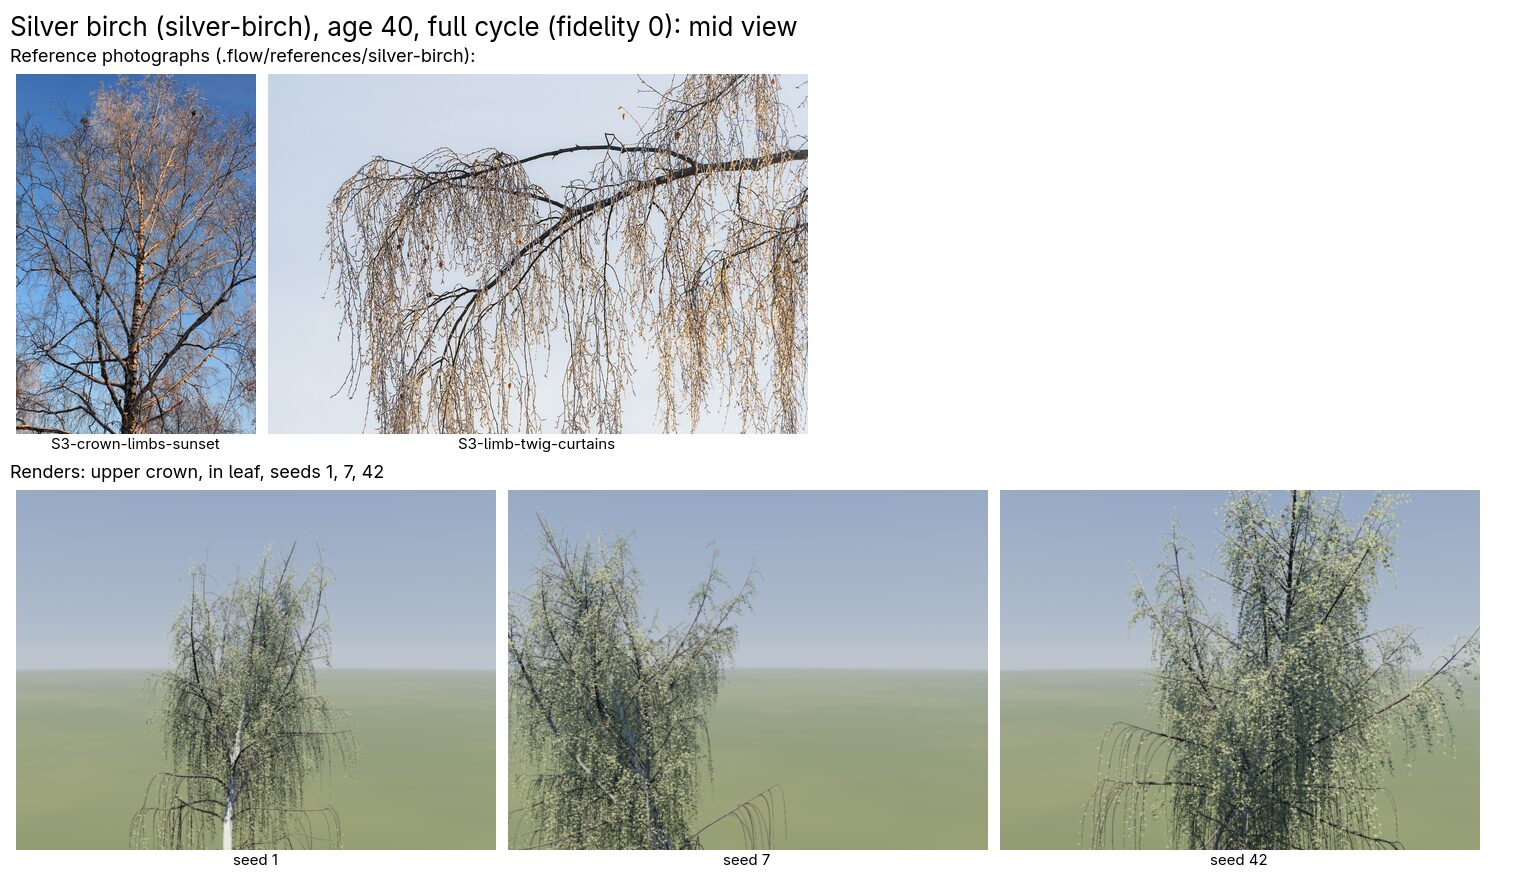 Silver birch (silver-birch), age 40, full cycle (fidelity 0): mid view
Reference photographs (.flow/references/silver-birch):
S3-crown-limbs-sunset
S3-limb-twig-curtains
Renders: upper crown, in leaf, seeds 1, 7, 42
seed 1
seed 7
seed 42